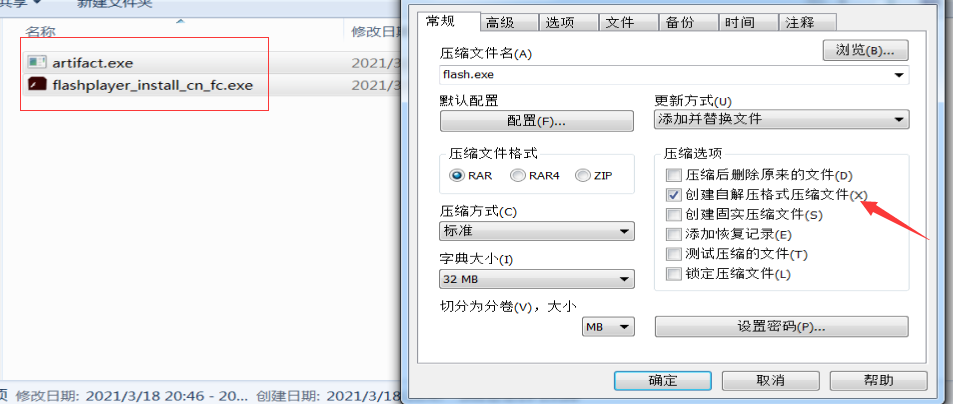 共享 新建文件夹
名称 修改日期
artifact.exe 2021/3
flashplayer_install_cn_fc.exe 2021/3
页 修改日期: 2021/3/18 20:46 - 20... 创建日期: 2021/3/18
常规 高级 选项 文件 备份 时间 注释
压缩文件名(A) 浏览(B)...
flash.exe
默认配置
配置(F)...
更新方式(U)
添加并替换文件
压缩文件格式
RAR RAR4 ZIP
压缩方式(C)
标准
字典大小(I)
32 MB
切分为分卷(V)，大小
MB
压缩选项
压缩后删除原来的文件(D)
创建自解压格式压缩文件(X)
创建固实压缩文件(S)
添加恢复记录(E)
测试压缩的文件(T)
锁定压缩文件(L)
设置密码(P)...
确定 取消 帮助